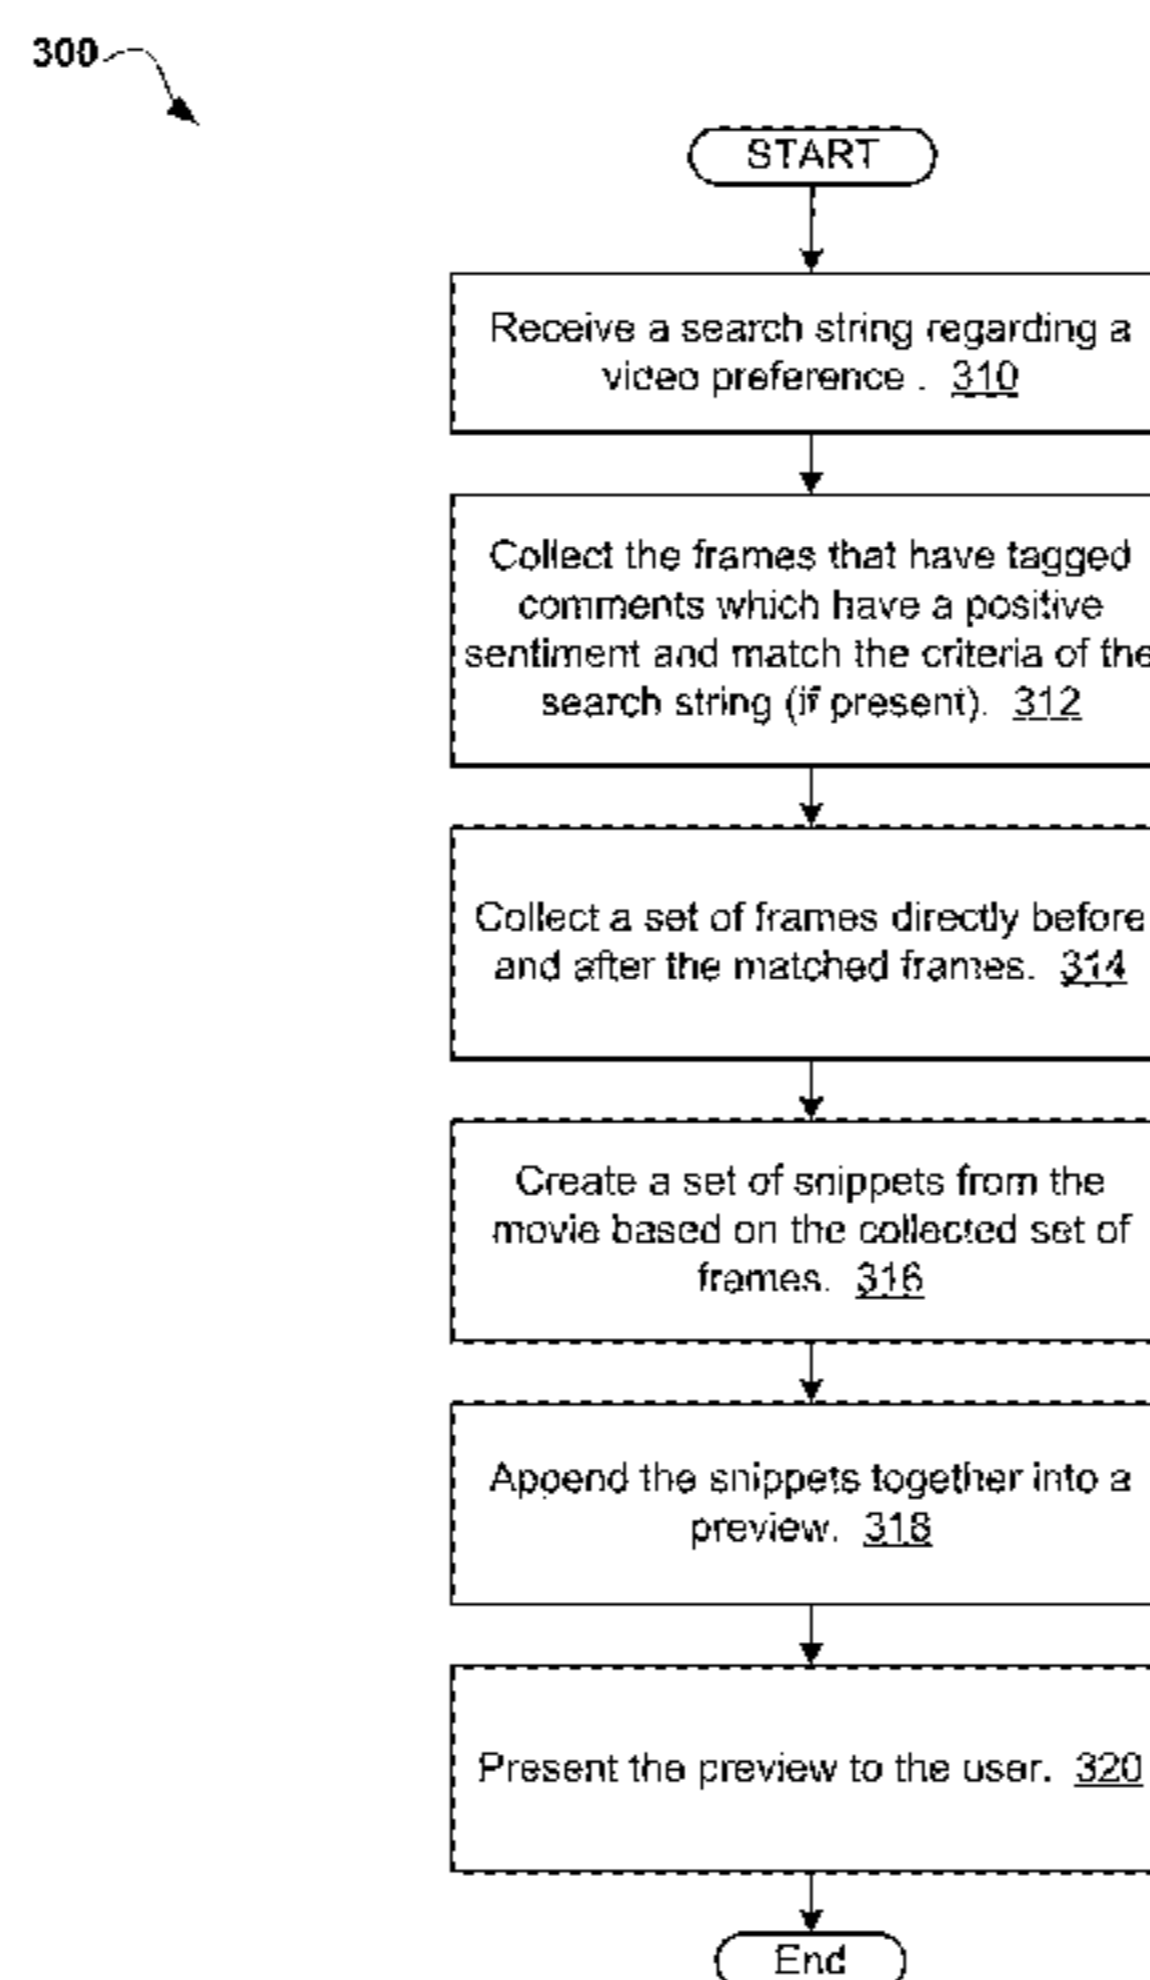 300
START
Receive a search string regarding a
video preference . 310
Collect the frames that have tagged
comments which have a positive
sentiment and match the criteria of the
search string (if present). 312
Collect a set of frames directly before
and after the matched frames. 314
Create a set of snippets from the
movie based on the collected set of
frames. 316
Append the snippets together into a
preview. 318
Present the preview to the user. 320
End